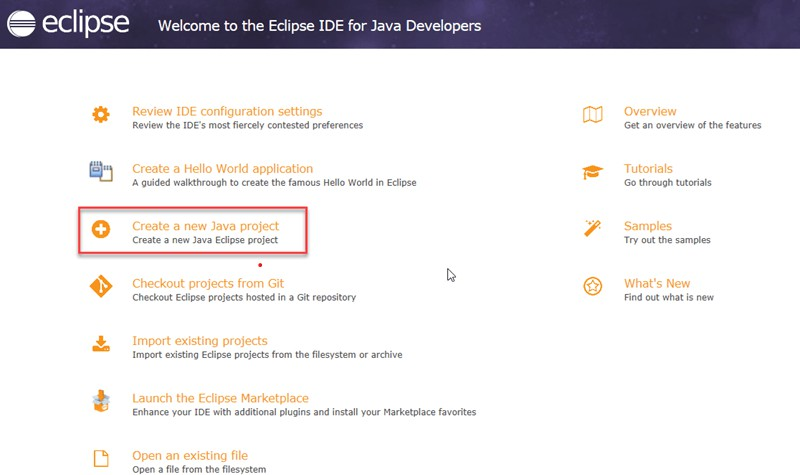 eclipse
Welcome to the Eclipse IDE for Java Developers
Review IDE configuration settings
Review the IDE's most fiercely contested preferences
Create a Hello World application
A guided walkthrough to create the famous Hello World in Eclipse
Create a new Java project
Create a new Java Eclipse project
Checkout projects from Git
Checkout Eclipse projects hosted in a Git repository
Import existing projects
Import existing Eclipse projects from the filesystem or archive
Launch the Eclipse Marketplace
Enhance your IDE with additional plugins and install your Marketplace favorites
Open an existing file
Open a file from the filesystem
Overview
Get an overview of the features
Tutorials
Go through tutorials
Samples
Try out the samples
What's New
Find out what is new